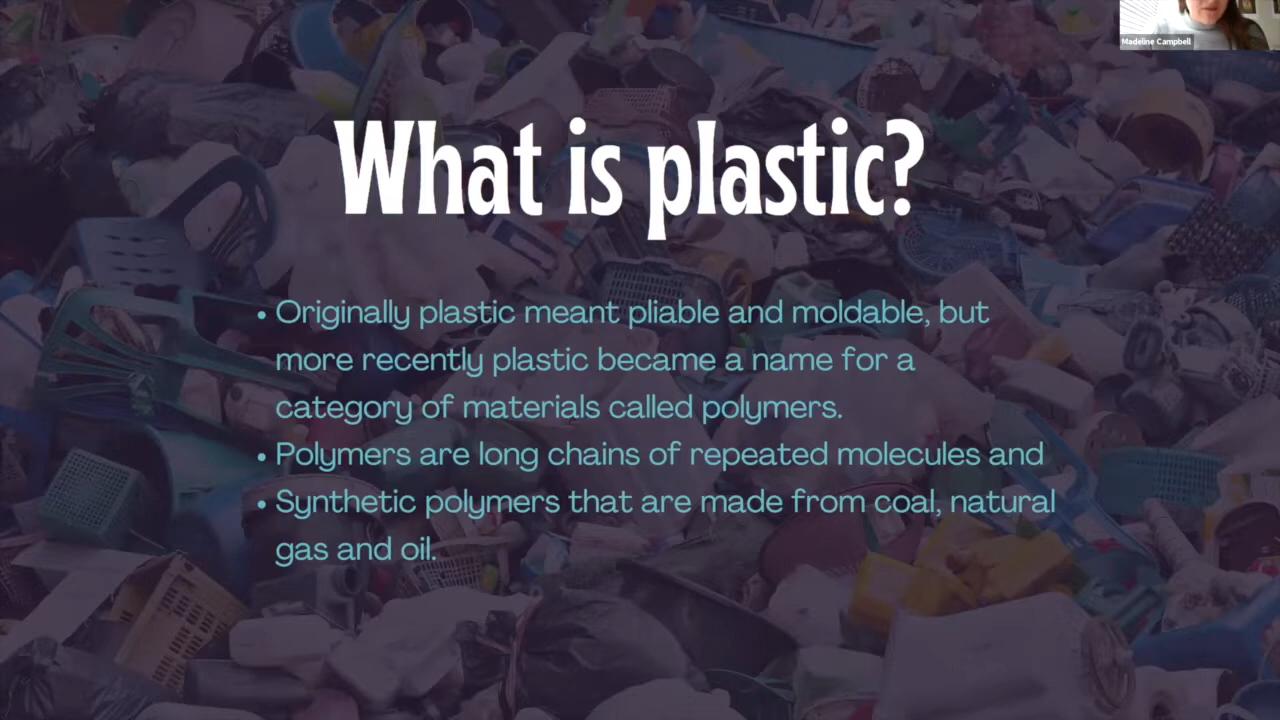 Madeline Campbell
What is plastic?
• Originally plastic meant pliable and moldable, but
more recently plastic became a name for a
category of materials called polymers.
• Polymers are long chains of repeated molecules and
• Synthetic polymers that are made from coal, natural
gas and oil.